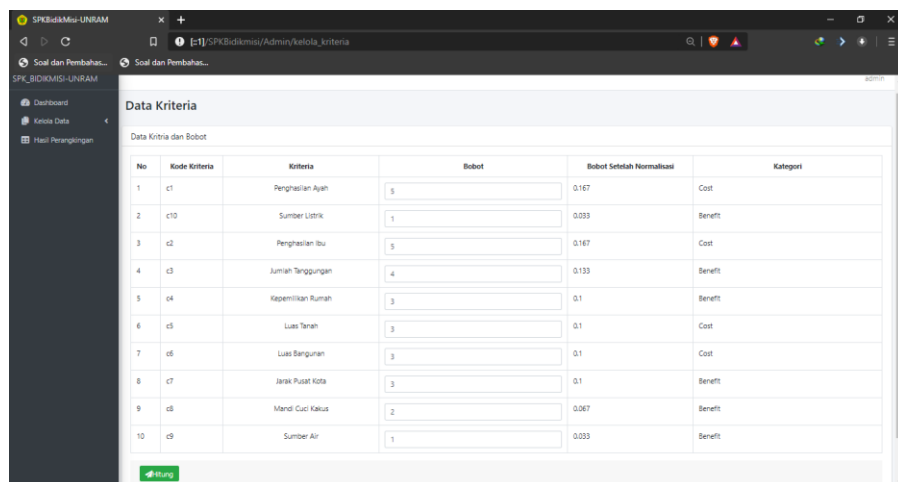 SPKBidikMisi-UNRAM
[::1]/SPKBidikmisi/Admin/kelola_kriteria
Soal dan Pembahas... Soal dan Pembahas...
SPK_BIDIKMISI-UNRAM admin
Dashboard
Kelola Data
Hasil Perangkingan
Data Kriteria
Data Kritria dan Bobot
No Kode Kriteria Kriteria Bobot Bobot Setelah Normalisasi Kategori
1 c1 Penghasilan Ayah 5 0.167 Cost
2 c10 Sumber Listrik 1 0.033 Benefit
3 c2 Penghasilan Ibu 5 0.167 Cost
4 c3 Jumlah Tanggungan 4 0.133 Benefit
5 c4 Kepemilikan Rumah 3 0.1 Benefit
6 c5 Luas Tanah 3 0.1 Cost
7 c6 Luas Bangunan 3 0.1 Cost
8 c7 Jarak Pusat Kota 3 0.1 Benefit
9 c8 Mandi Cuci Kakus 2 0.067 Benefit
10 c9 Sumber Air 1 0.033 Benefit
Hitung